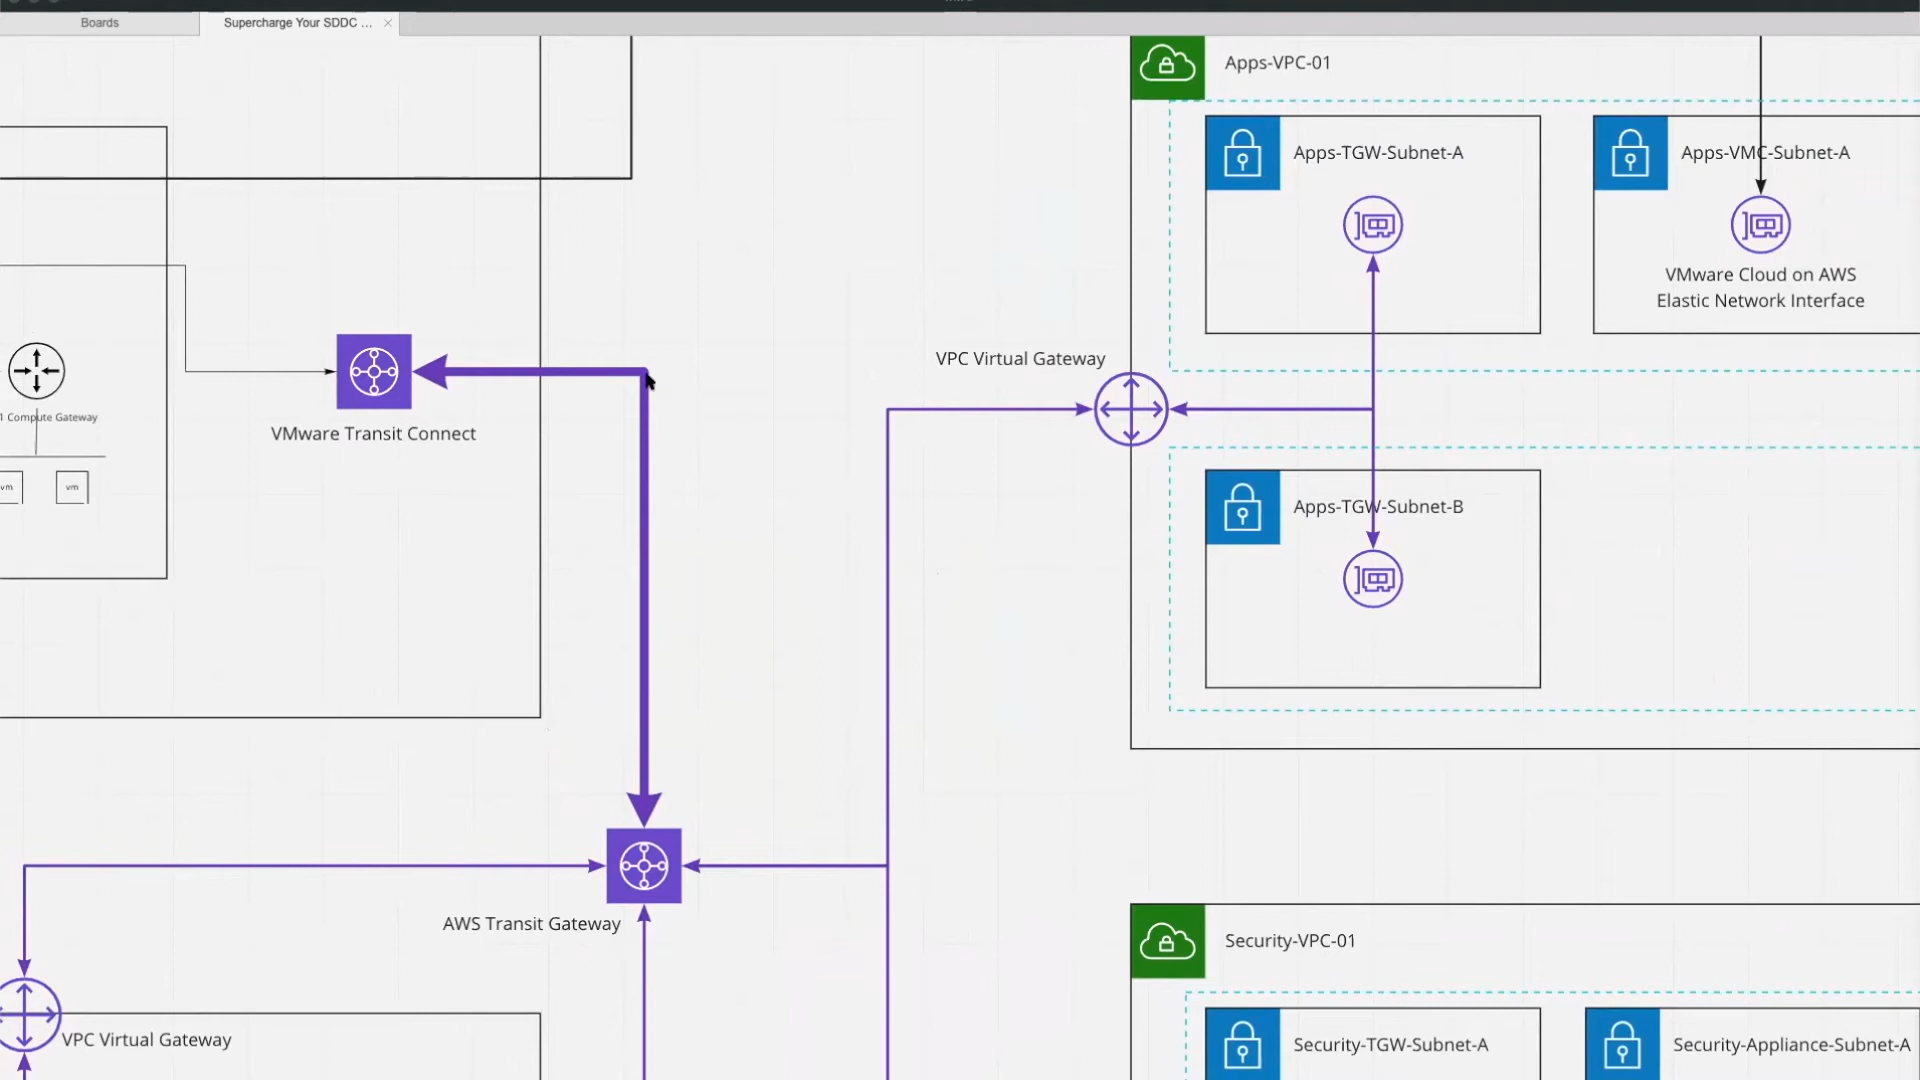 Boards
Supercharge Your SDDC ...
Apps-VPC-01
Apps-TGW-Subnet-A
Apps-VMC-Subnet-A
VMware Cloud on AWS
Elastic Network Interface
VPC Virtual Gateway
1 Compute Gateway
VMware Transit Connect
vm
vm
Apps-TGW-Subnet-B
AWS Transit Gateway
Security-VPC-01
VPC Virtual Gateway
Security-TGW-Subnet-A
Security-Appliance-Subnet-A